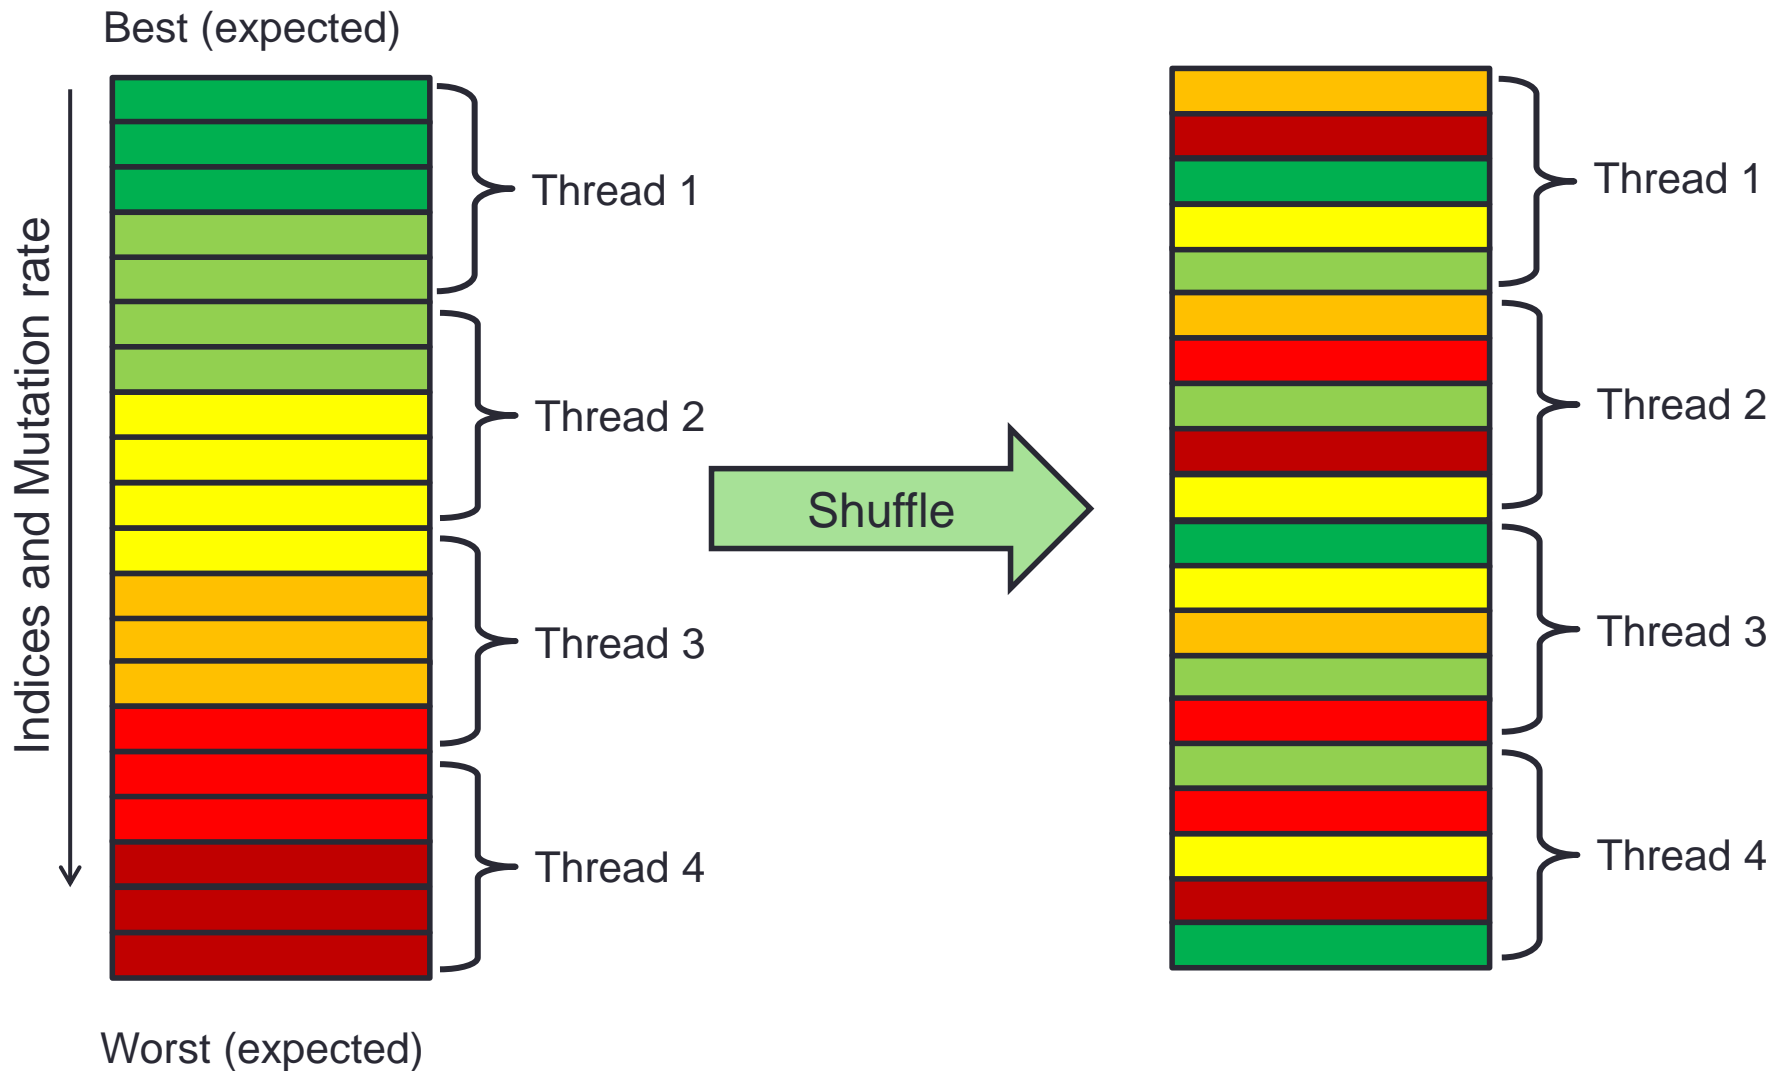 Best (expected)
Indices and Mutation rate
Thread 1
Thread 2
Thread 3
Thread 4
Worst (expected)
Shuffle
Thread 1
Thread 2
Thread 3
Thread 4